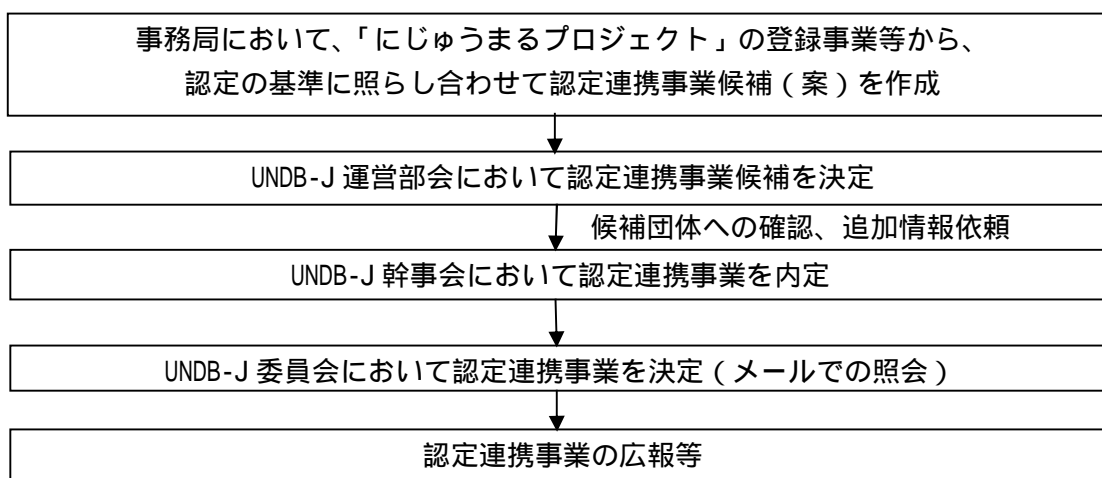 事務局において、「にじゅうまるプロジェクト」の登録事業等から、
認定の基準に照らし合わせて認定連携事業候補（案）を作成
UNDB-J 運営部会において認定連携事業候補を決定
候補団体への確認、追加情報依頼
UNDB-J 幹事会において認定連携事業を内定
UNDB-J 委員会において認定連携事業を決定（メールでの照会）
認定連携事業の広報等